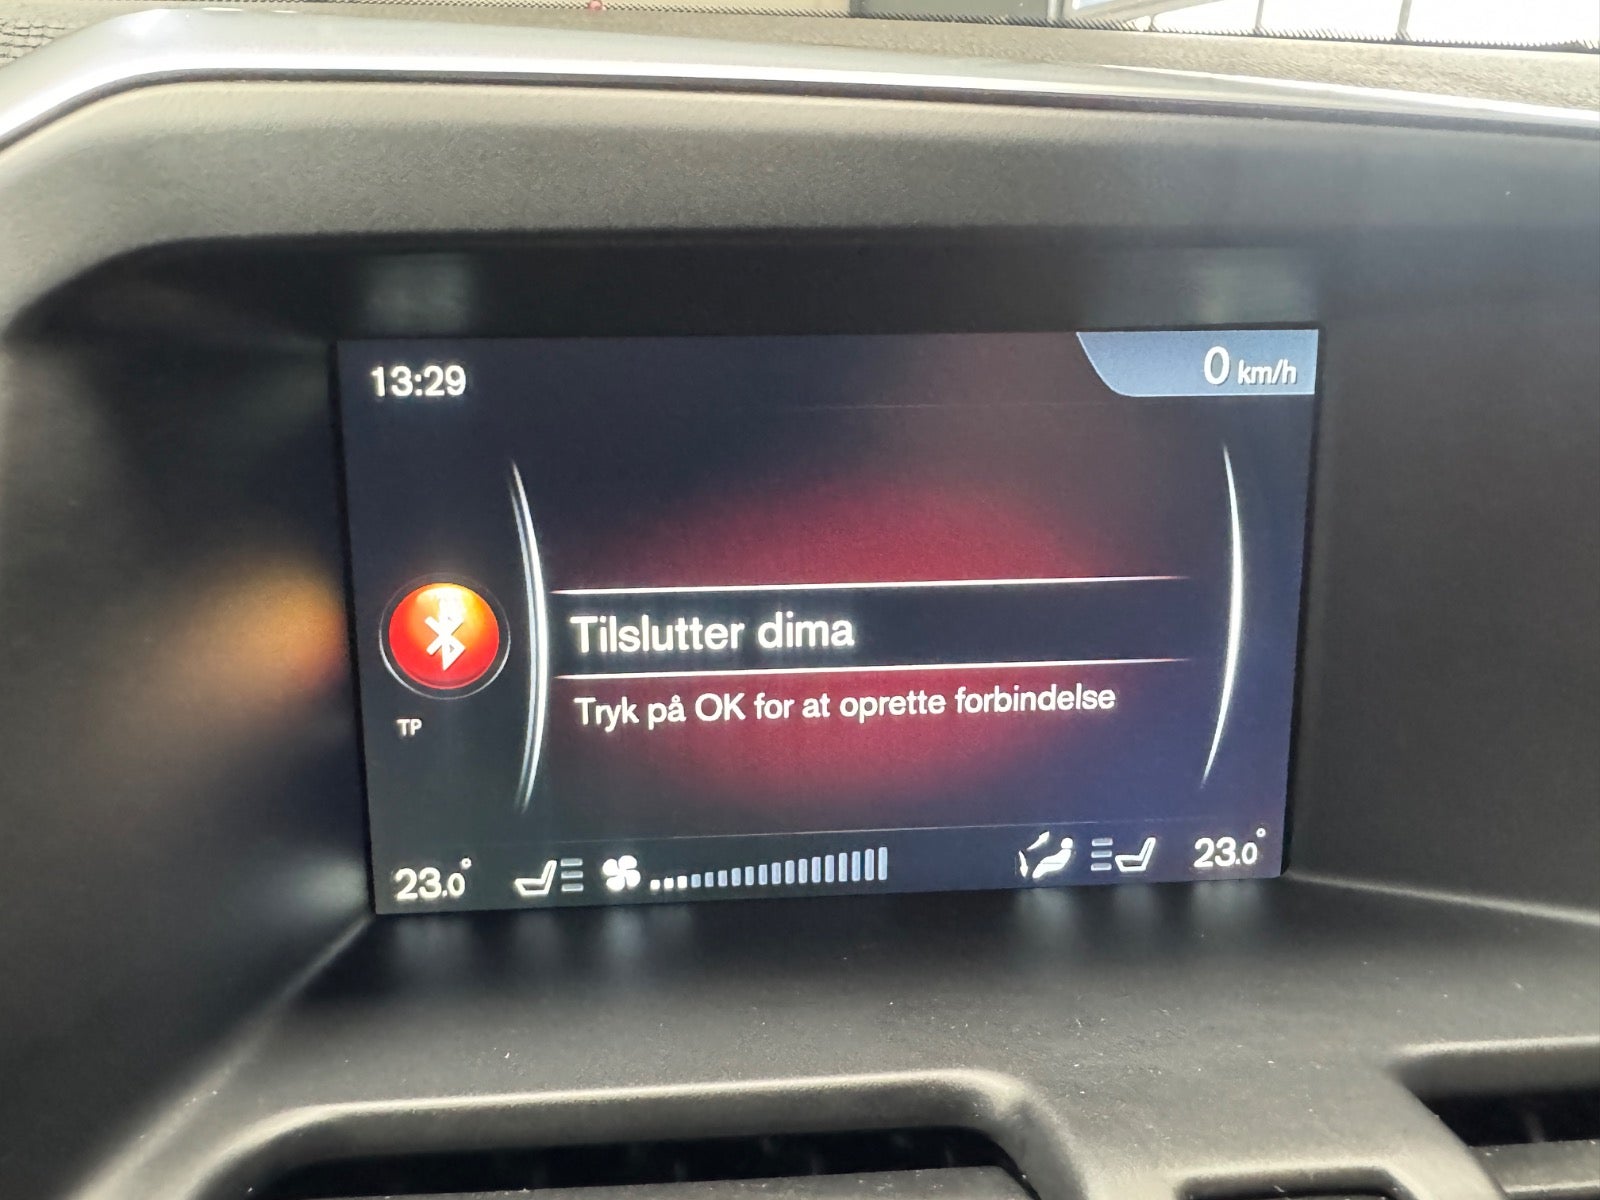 13:29
0 km/h
Tilslutter dima
Tryk på OK for at oprette forbindelse
TP
23.0°
23.0°